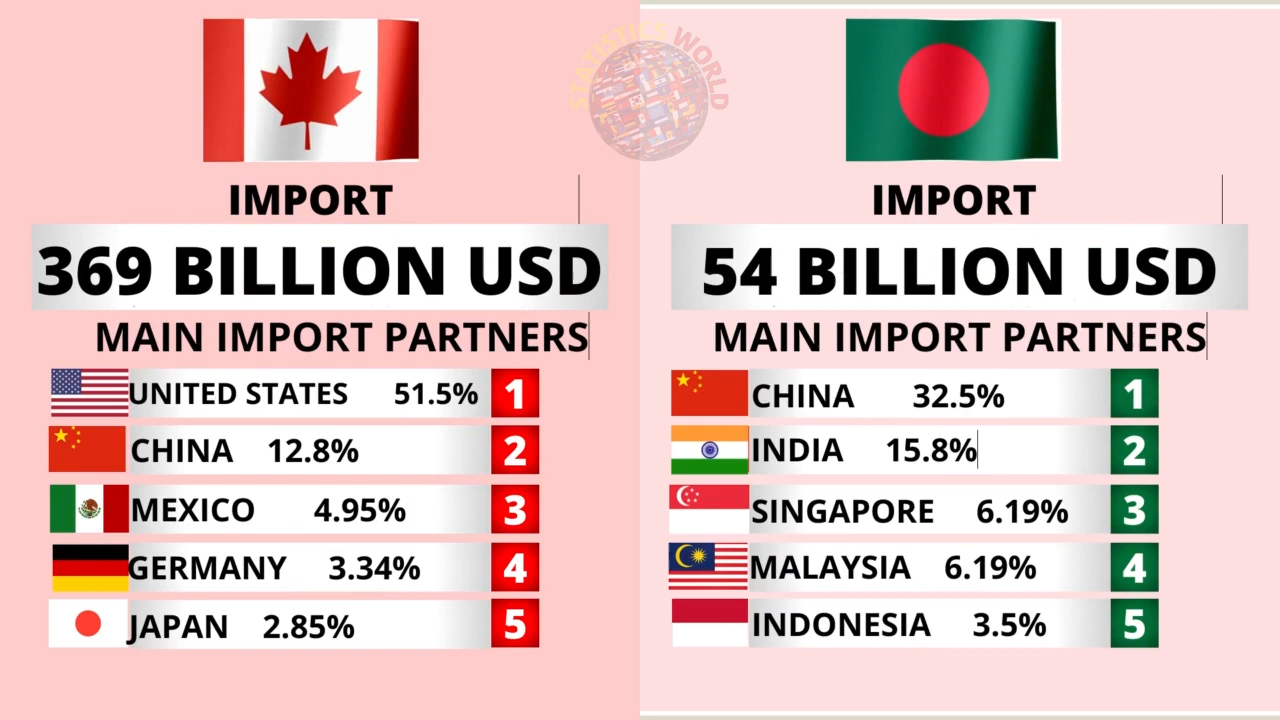 STATISTICS WORLD
IMPORT
369 BILLION USD
MAIN IMPORT PARTNERS
UNITED STATES 51.5% 1
CHINA 12.8% 2
MEXICO 4.95% 3
GERMANY 3.34% 4
JAPAN 2.85% 5
IMPORT
54 BILLION USD
MAIN IMPORT PARTNERS
CHINA 32.5% 1
INDIA 15.8% 2
SINGAPORE 6.19% 3
MALAYSIA 6.19% 4
INDONESIA 3.5% 5